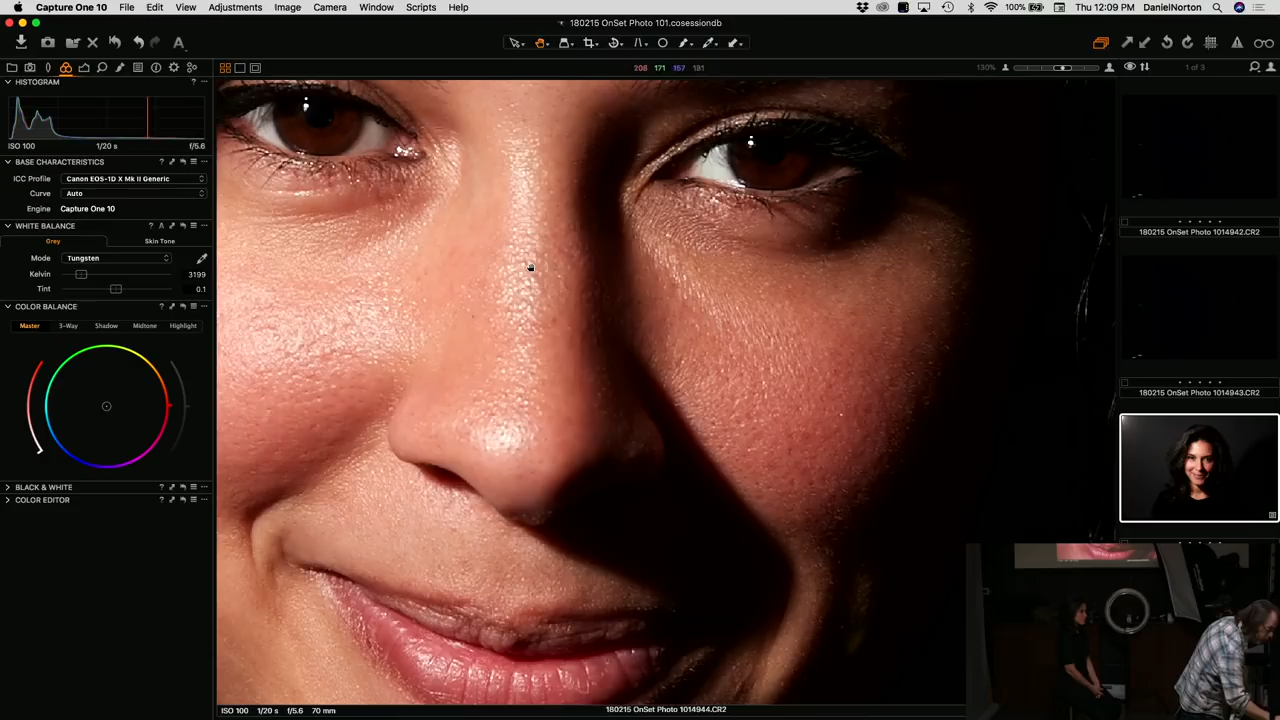 Capture One 10 File Edit View Adjustments Image Camera Window Scripts Help 100% Thu 12:09 PM DanielNorton
180215 OnSet Photo 101.cosessiondb
208 171 157 181
130%
1 of 3
HISTOGRAM ?
ISO 100 1/20 s f/5.6
BASE CHARACTERISTICS ?
ICC Profile Canon EOS-1D X Mk II Generic
Curve Auto
Engine Capture One 10
WHITE BALANCE ? A
Grey Skin Tone
Mode Tungsten
Kelvin 3199
Tint 0.1
COLOR BALANCE ?
Master 3-Way Shadow Midtone Highlight
BLACK & WHITE ?
COLOR EDITOR ?
180215 OnSet Photo 1014942.CR2
180215 OnSet Photo 1014943.CR2
ISO 100 1/20 s f/5.6 70 mm
180215 OnSet Photo 1014944.CR2